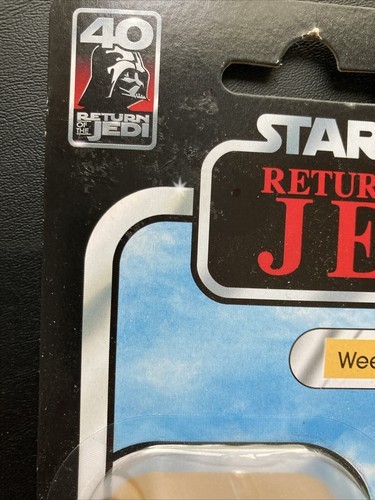 40
RETURN
OF THE
JEDI
STAR
RETUR
JE
Wee